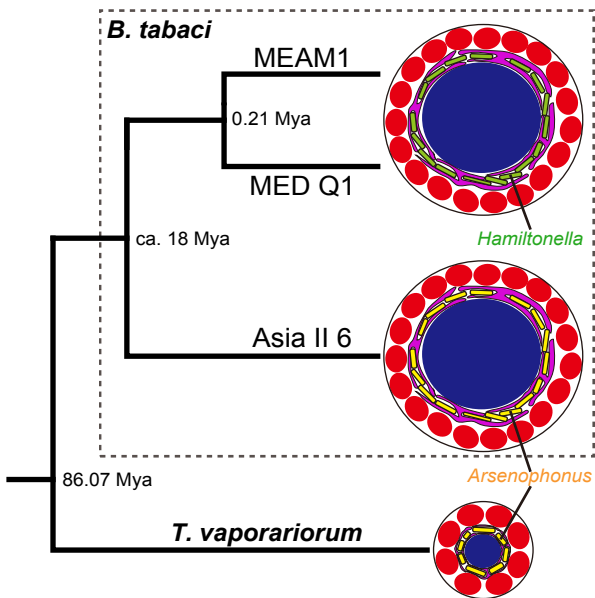 B. tabaci
MEAM1
0.21 Mya
MED Q1
Hamiltonella
ca. 18 Mya
Asia II 6
Arsenophonus
86.07 Mya
T. vaporariorum